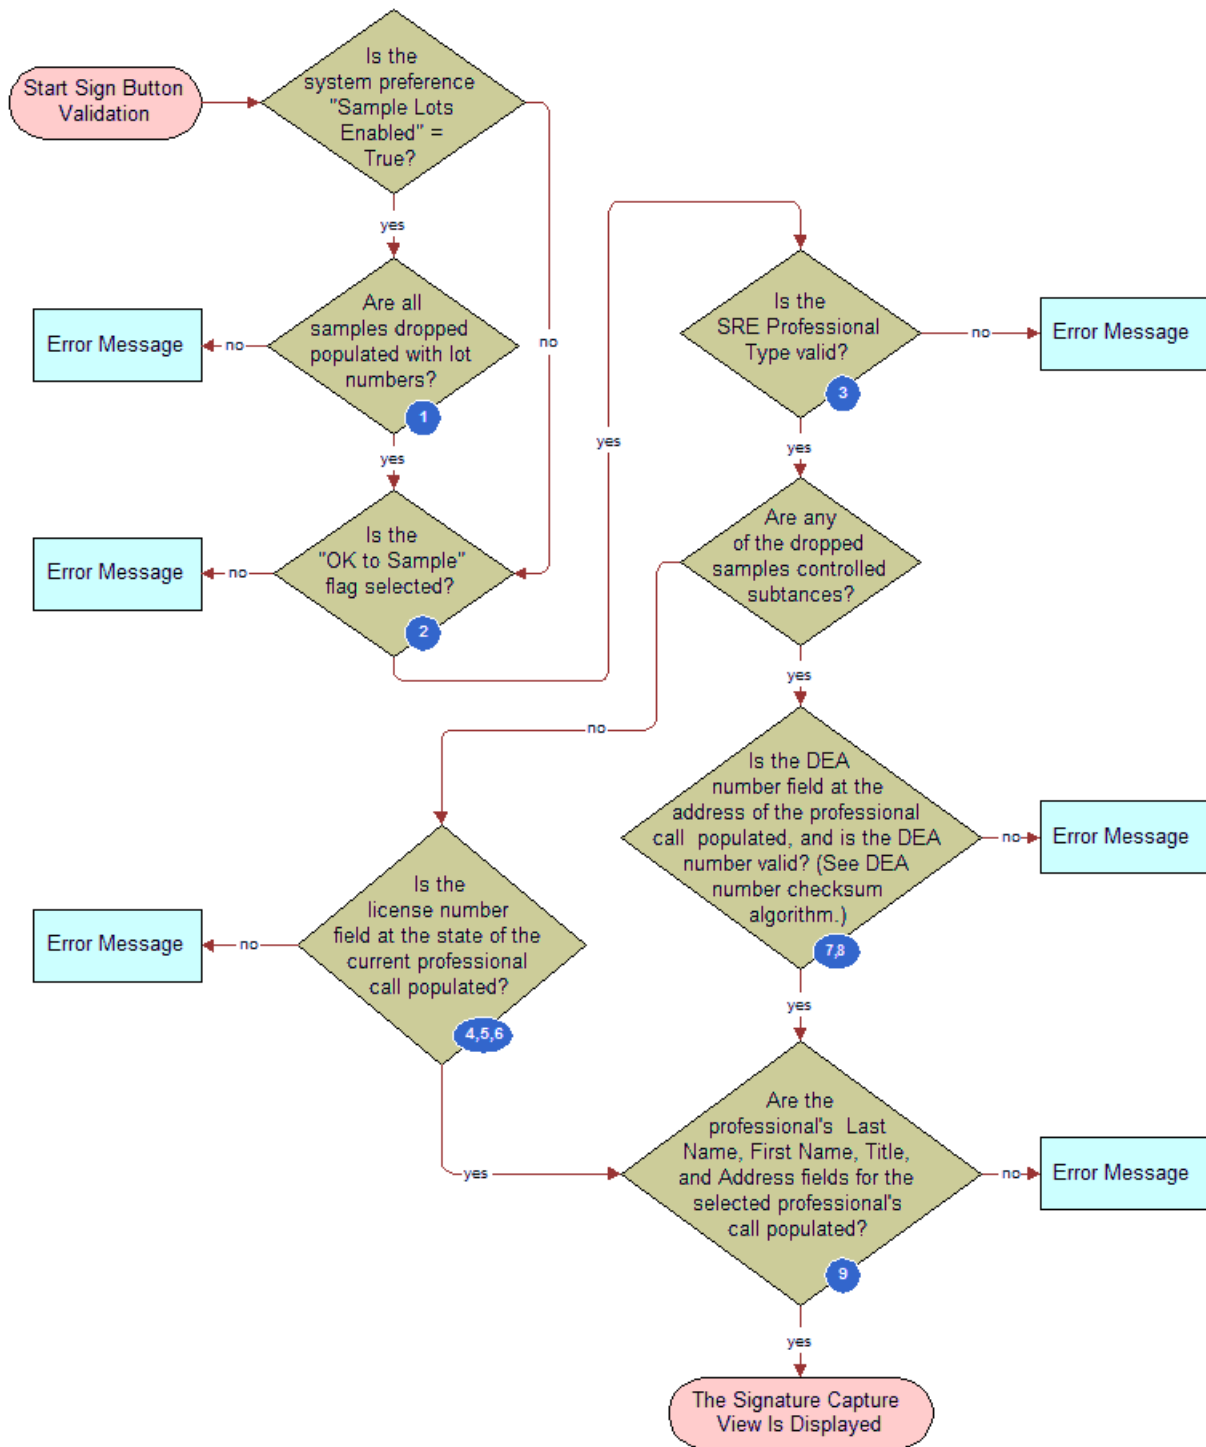 Start Sign Button
Validation
Is the
system preference
"Sample Lots
Enabled" =
True?
yes
no
Are all
samples dropped
populated with lot
numbers?
1
no
Error Message
yes
Is the
"OK to Sample"
flag selected?
2
no
Error Message
yes
Is the
SRE Professional
Type valid?
3
no
Error Message
yes
Are any
of the dropped
samples controlled
subtances?
no
yes
Is the DEA
number field at the
address of the professional
call populated, and is the DEA
number valid? (See DEA
number checksum
algorithm.)
7,8
no
Error Message
yes
Is the
license number
field at the state of the
current professional
call populated?
4,5,6
no
Error Message
yes
Are the
professional's Last
Name, First Name, Title,
and Address fields for the
selected professional's
call populated?
9
no
Error Message
yes
The Signature Capture
View Is Displayed